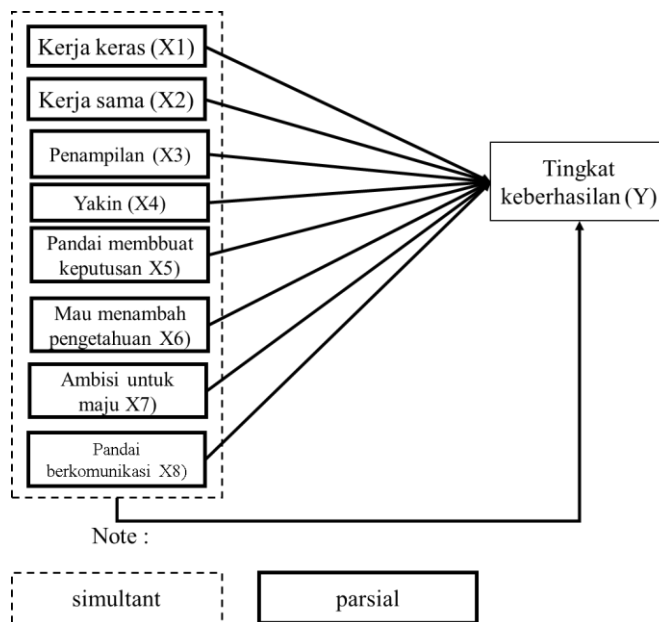 Kerja keras (X1)
Kerja sama (X2)
Penampilan (X3)
Yakin (X4)
Pandai membbuat
keputusan X5)
Mau menambah
pengetahuan X6)
Ambisi untuk
maju X7)
Pandai
berkomunikasi X8)
Tingkat
keberhasilan (Y)
Note :
simultant
parsial